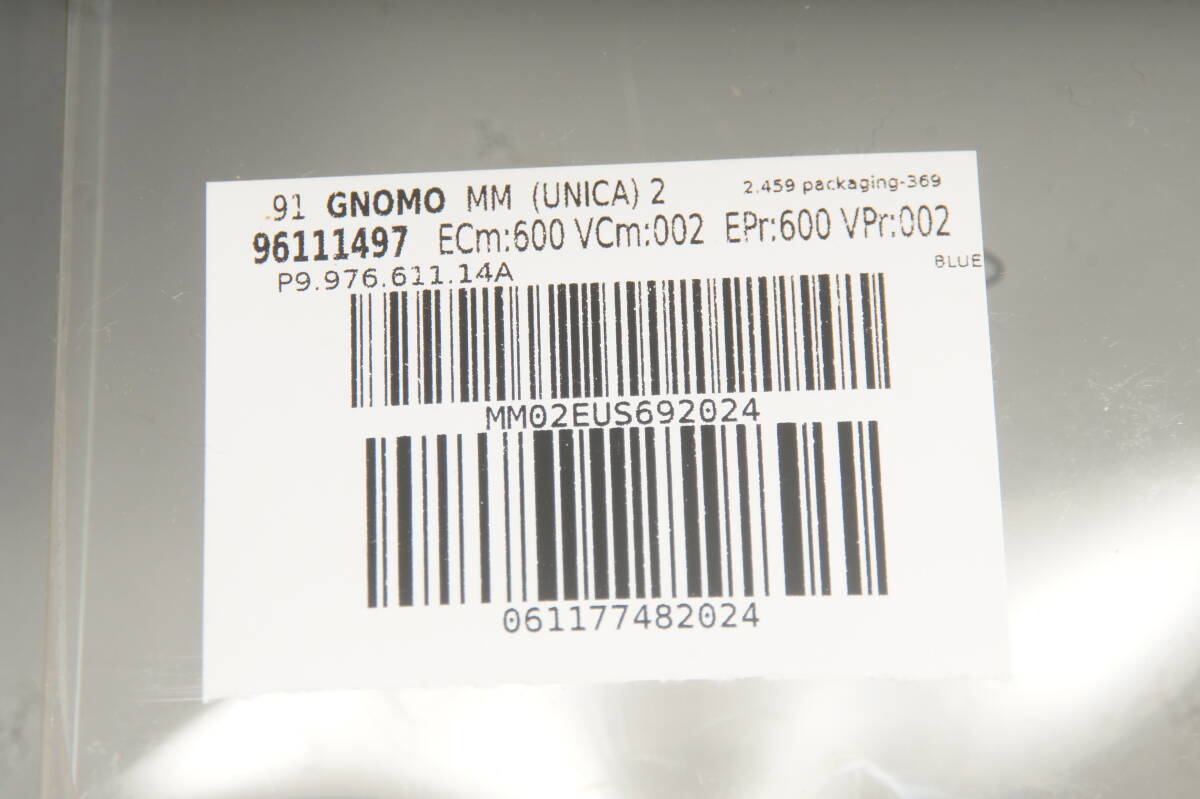 91 GNOMO MM (UNICA) 2 2.459 packaging-369
96111497 ECm:600 VCm:002 EPr:600 VPr:002
P9.976.611.14A BLUE
MM02EUS692024
061177482024